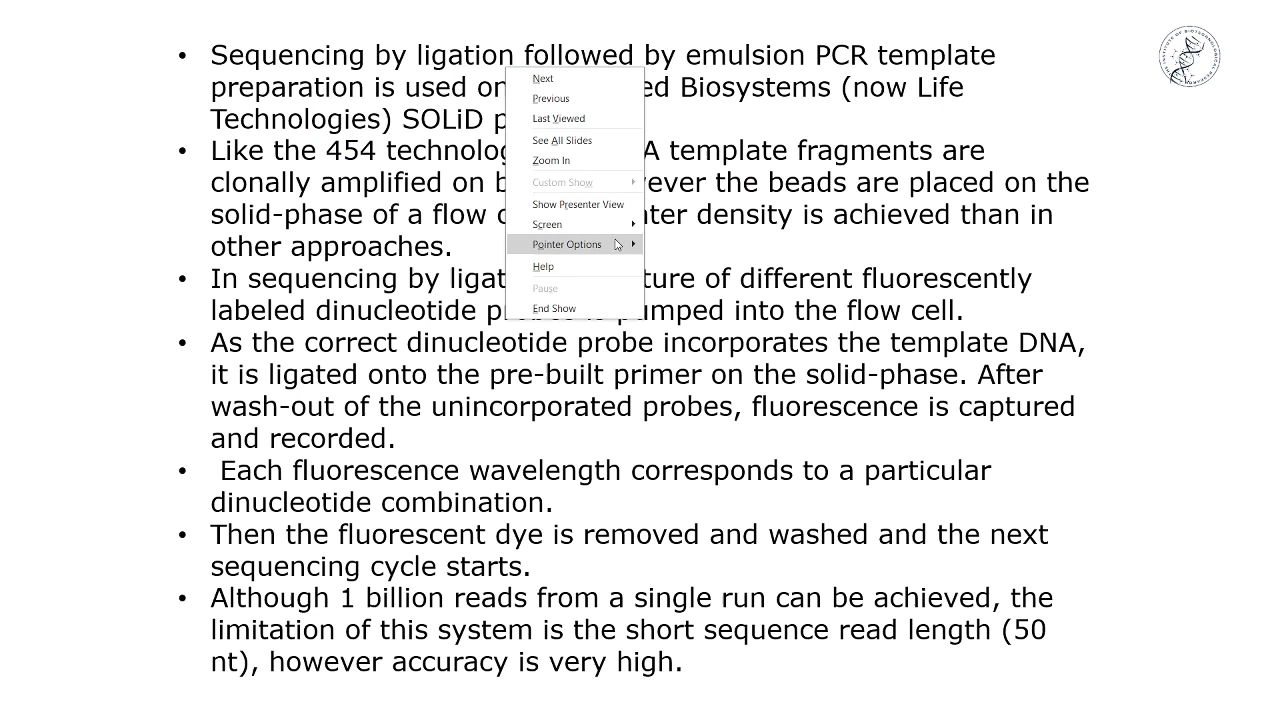 • Sequencing by ligation followed by emulsion PCR template
preparation is used on ed Biosystems (now Life
Technologies) SOLiD p
• Like the 454 technolog A template fragments are
clonally amplified on b vever the beads are placed on the
solid-phase of a flow c ater density is achieved than in
other approaches.
• In sequencing by ligat ture of different fluorescently
labeled dinucleotide probes is pumped into the flow cell.
• As the correct dinucleotide probe incorporates the template DNA,
it is ligated onto the pre-built primer on the solid-phase. After
wash-out of the unincorporated probes, fluorescence is captured
and recorded.
• Each fluorescence wavelength corresponds to a particular
dinucleotide combination.
• Then the fluorescent dye is removed and washed and the next
sequencing cycle starts.
• Although 1 billion reads from a single run can be achieved, the
limitation of this system is the short sequence read length (50
nt), however accuracy is very high.
Next
Previous
Last Viewed
See All Slides
Zoom In
Custom Show
Show Presenter View
Screen
Pointer Options
Help
Pause
End Show